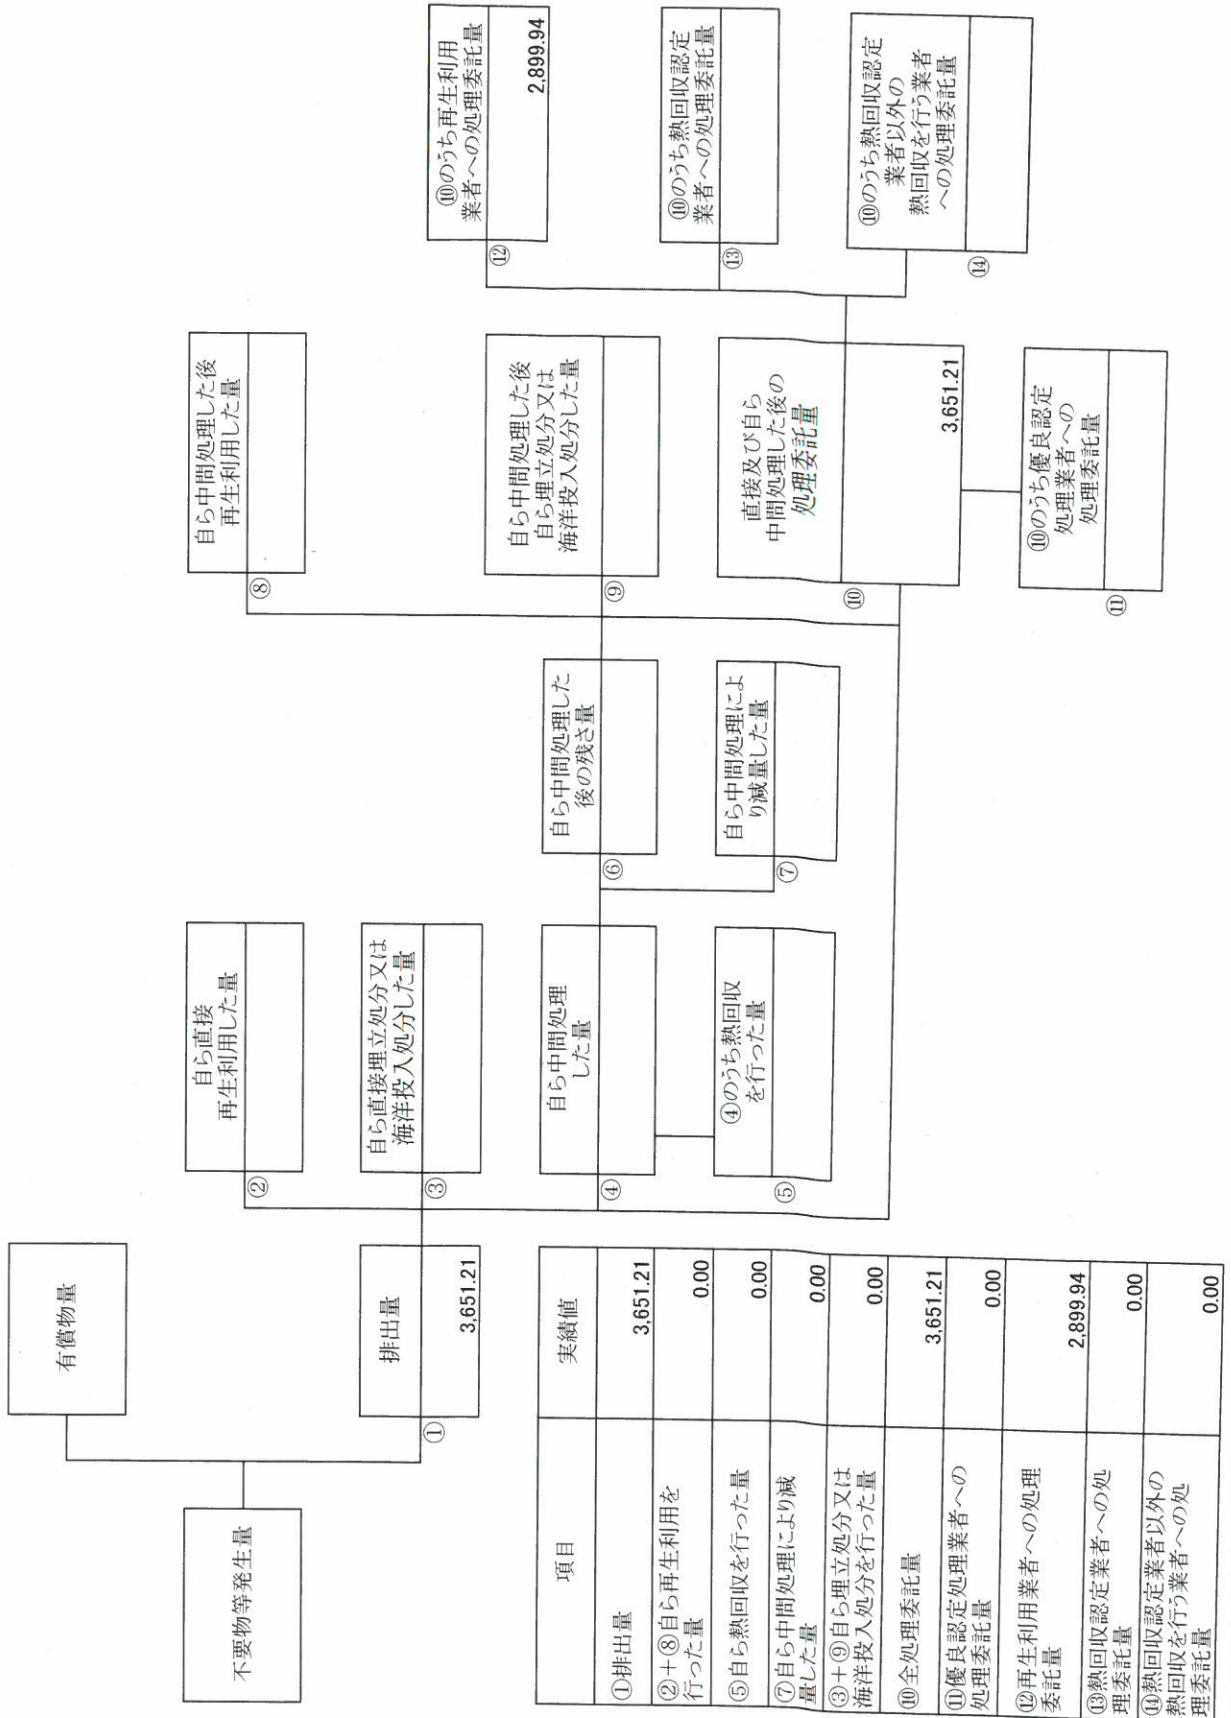 不要物等発生量
有償物量
①
排出量
3,651.21
②
自ら直接
再生利用した量
③
自ら直接埋立処分又は
海洋投入処分した量
④
自ら中間処理
した量
⑤
④のうち熱回収
を行った量
⑥
自ら中間処理した
後の残さ量
⑦
自ら中間処理によ
り減量した量
⑧
自ら中間処理した後
再生利用した量
⑨
自ら中間処理した後
自ら埋立処分又は
海洋投入処分した量
⑩
直接及び自ら
中間処理した後の
処理委託量
3,651.21
⑪
⑩のうち優良認定
処理業者への
処理委託量
⑫
⑩のうち再生利用
業者への処理委託量
2,899.94
⑬
⑩のうち熱回収認定
業者への処理委託量
⑭
⑩のうち熱回収認定
業者以外の
熱回収を行う業者
への処理委託量
項目
実績値
①排出量
3,651.21
②+⑧自ら再生利用を
行った量
0.00
⑤自ら熱回収を行った量
0.00
⑦自ら中間処理により減
量した量
0.00
③+⑨自ら埋立処分又は
海洋投入処分を行った量
0.00
⑩全処理委託量
3,651.21
⑪優良認定処理業者への
処理委託量
0.00
⑫再生利用業者への処理
委託量
2,899.94
⑬熱回収認定業者への処
理委託量
0.00
⑭熱回収認定業者以外の
熱回収を行う業者への処
理委託量
0.00